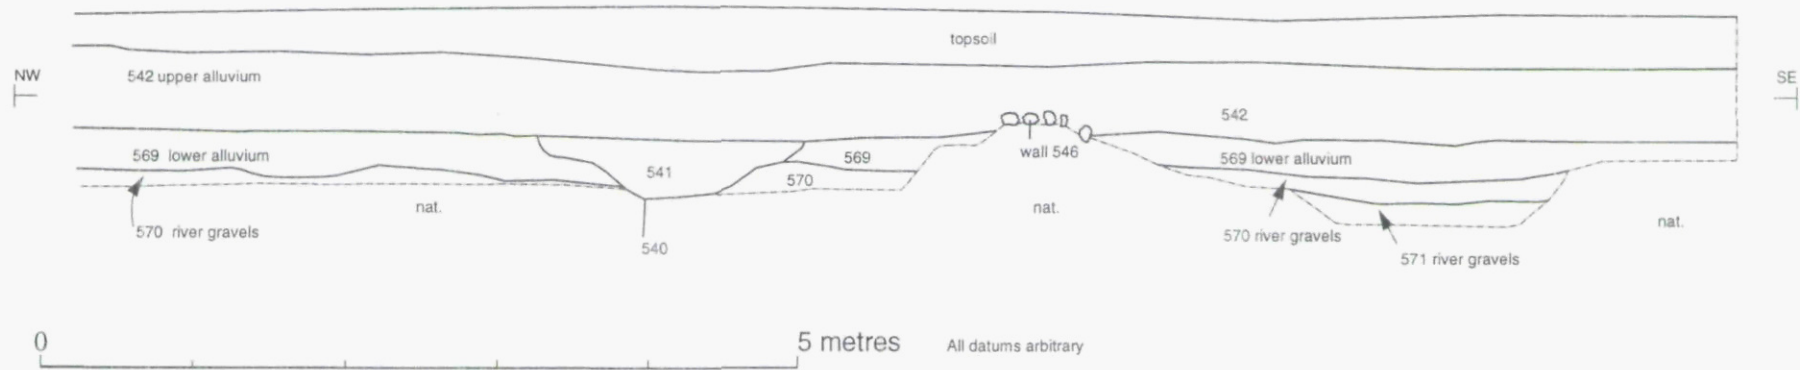 topsoil
NW
542 upper alluvium
SE
542
569 lower alluvium
541
569
wall 546
569 lower alluvium
570
nat.
nat.
nat.
570 river gravels
540
570 river gravels
571 river gravels
0
5 metres
All datums arbitrary